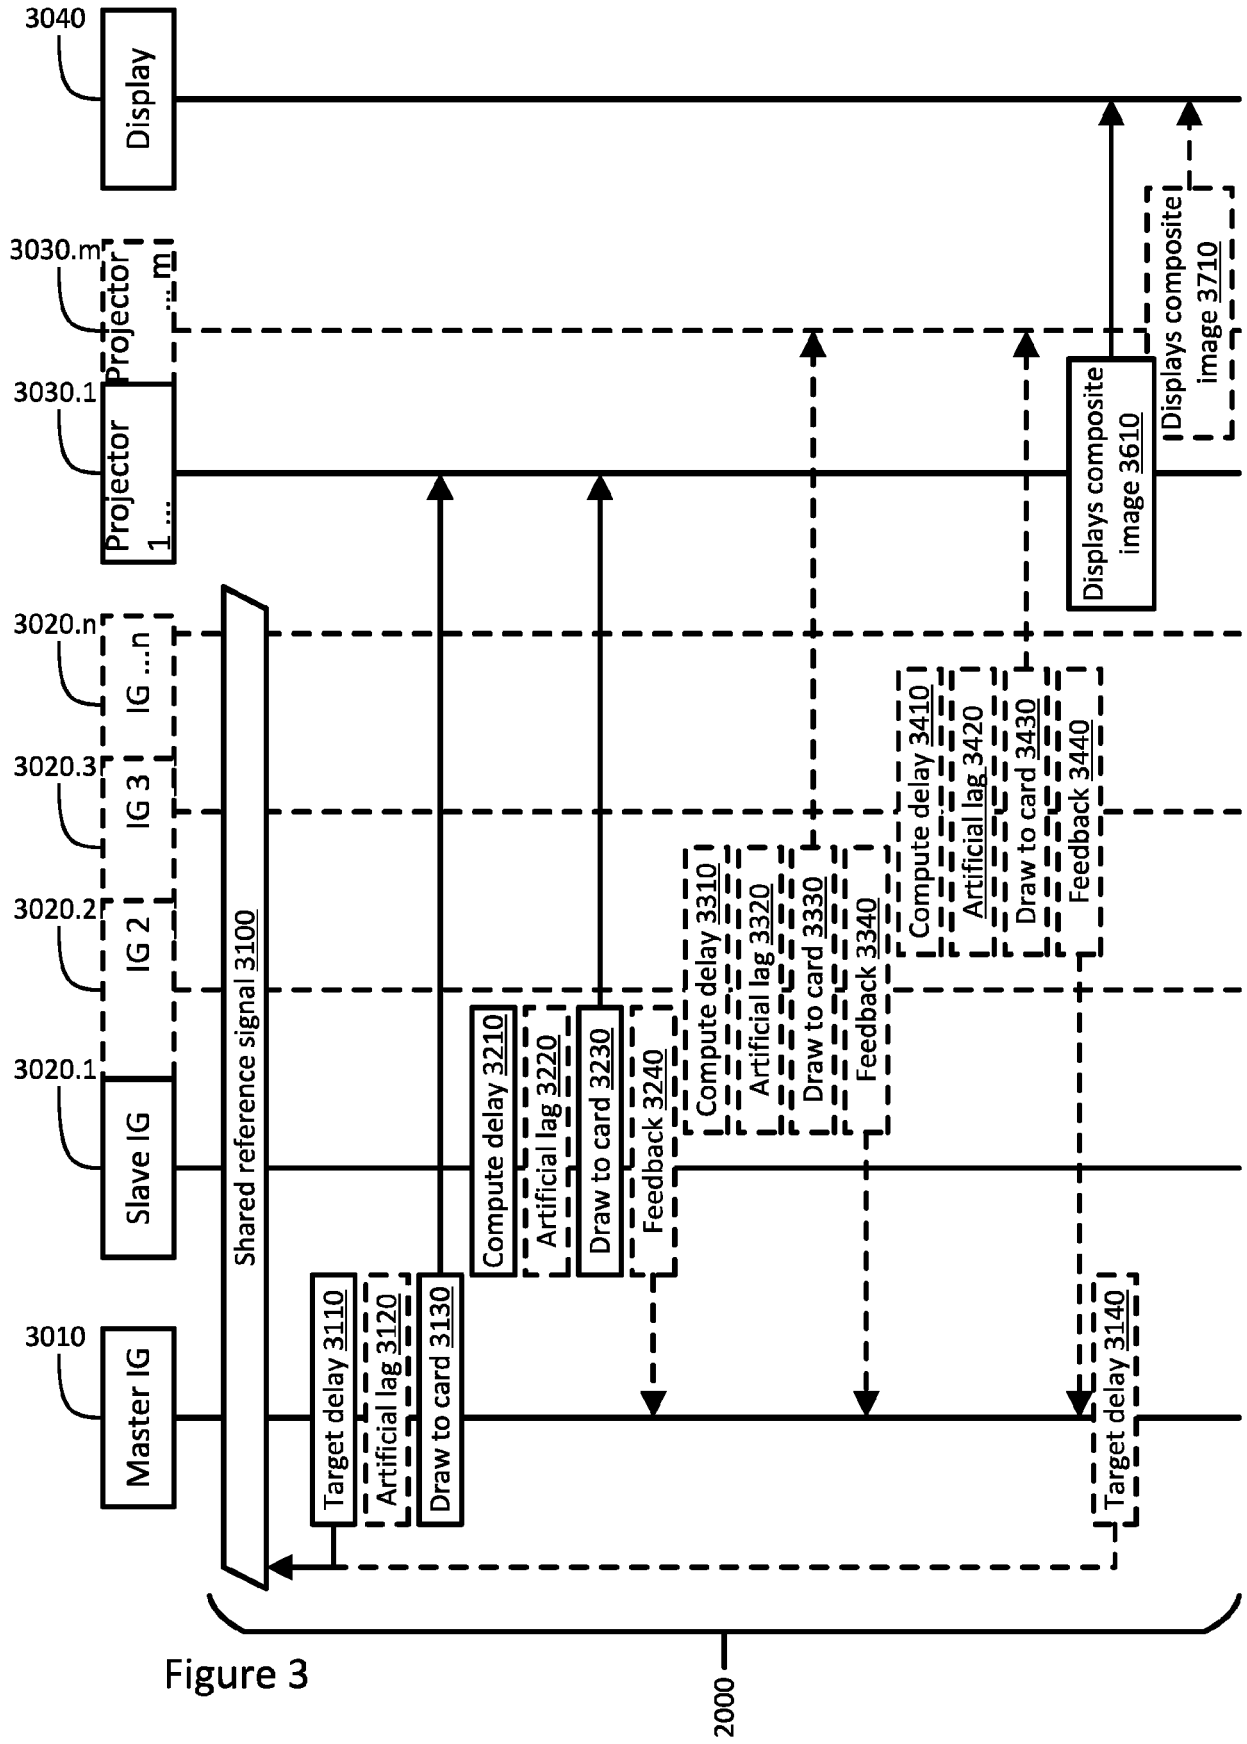 3040
Display
3030.m
Projector
...m
3030.1
Projector
1...
3020.n
IG ...n
3020.3
IG 3
3020.2
IG 2
3020.1
Slave IG
3010
Master IG
Shared reference signal 3100
Target delay 3110
Artificial lag 3120
Draw to card 3130
Compute delay 3210
Artificial lag 3220
Draw to card 3230
Feedback 3240
Compute delay 3310
Artificial lag 3320
Draw to card 3330
Feedback 3340
Compute delay 3410
Artificial lag 3420
Draw to card 3430
Feedback 3440
Displays composite
image 3610
Target delay 3140
Displays composite
image 3710
2000
Figure 3